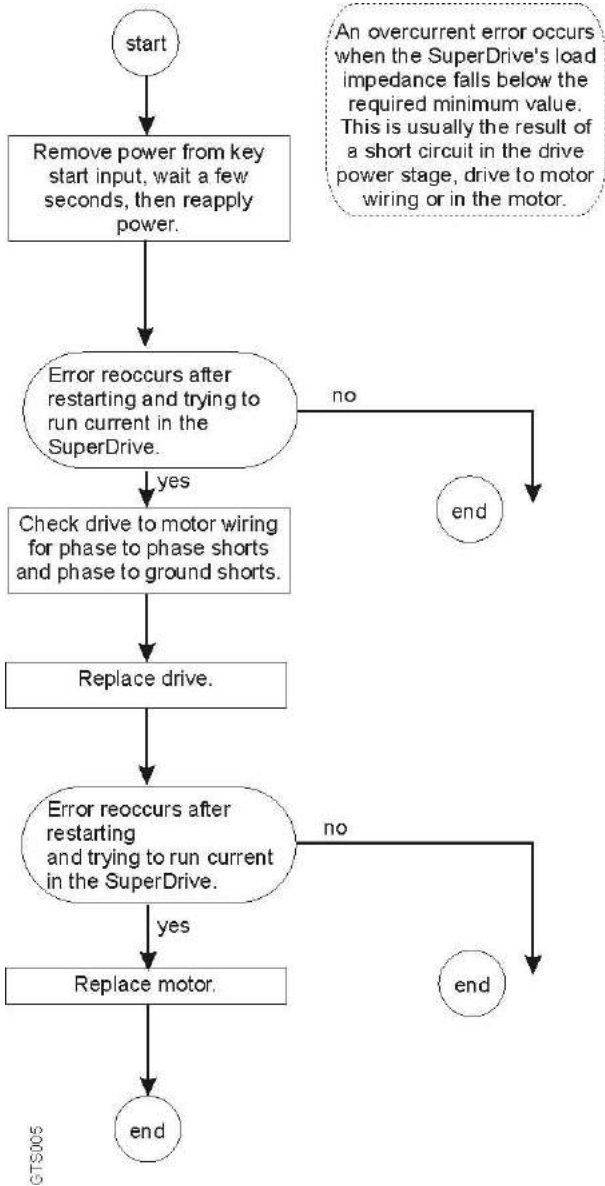 start
An overcurrent error occurs
when the SuperDrive's load
impedance falls below the
required minimum value.
This is usually the result of
a short circuit in the drive
power stage, drive to motor
wiring or in the motor.
Remove power from key
start input, wait a few
seconds, then reapply
power.
Error reoccurs after
restarting and trying to
run current in the
SuperDrive.
no
yes
end
Check drive to motor wiring
for phase to phase shorts
and phase to ground shorts.
Replace drive.
Error reoccurs after
restarting
and trying to run current
in the SuperDrive.
no
yes
end
Replace motor.
end
GTS005